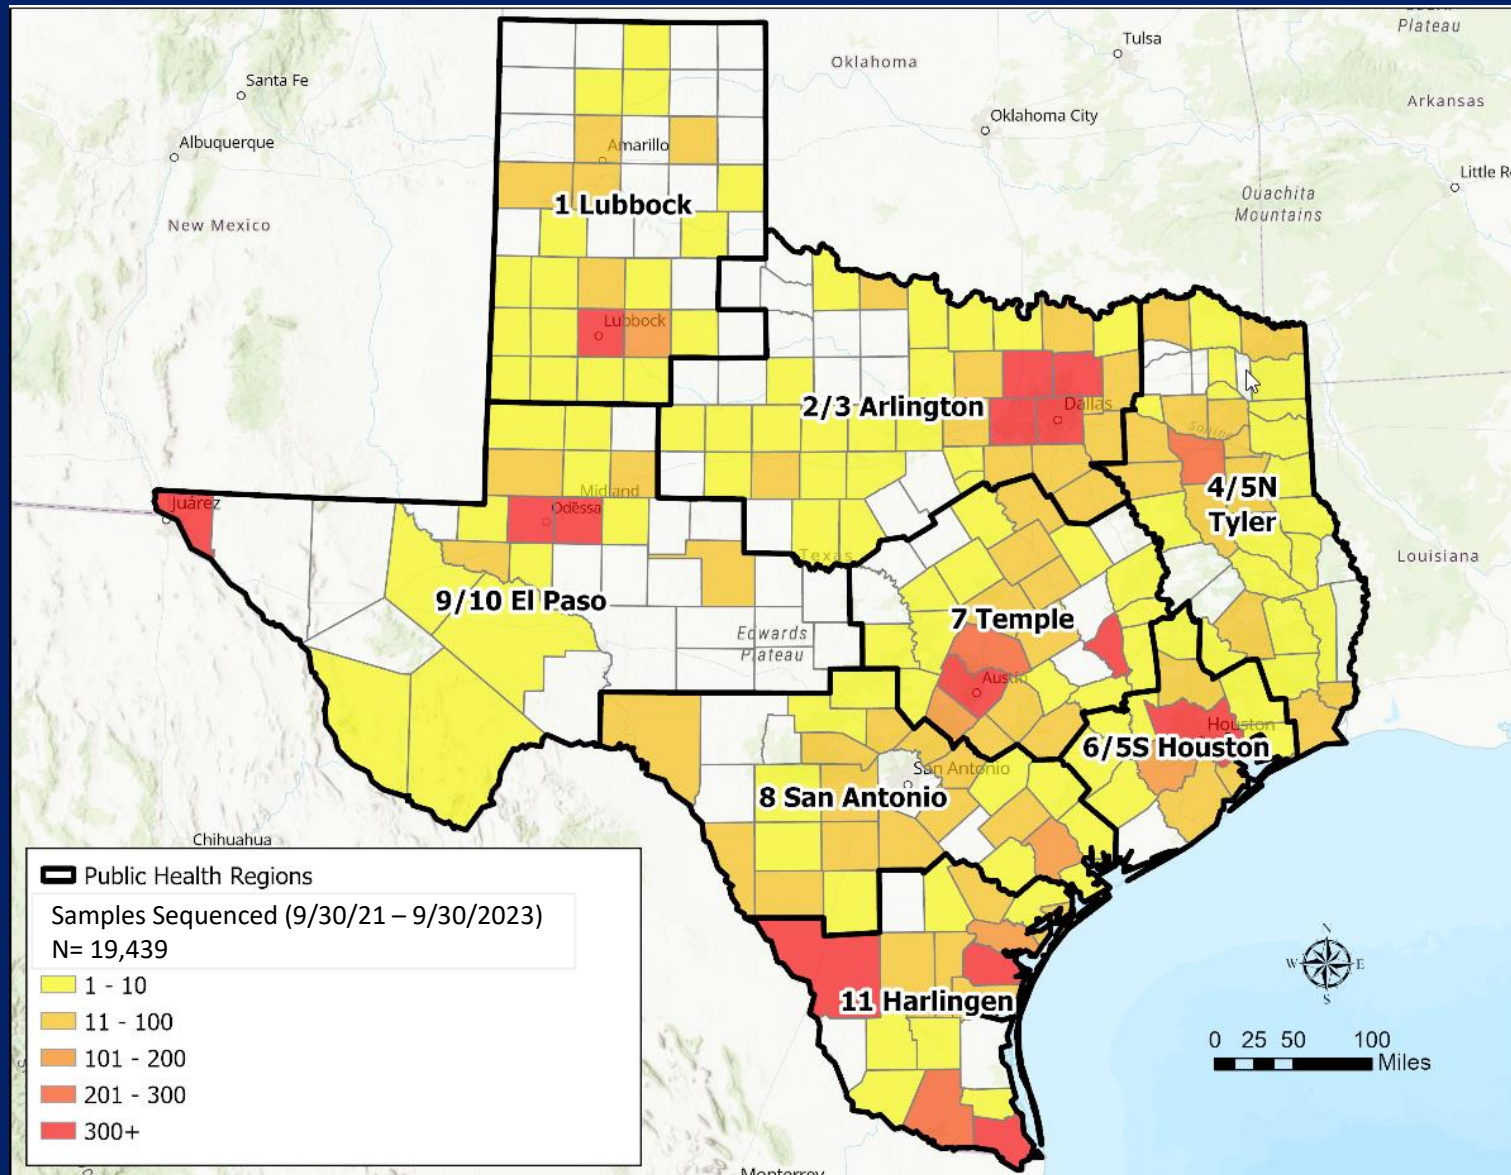 Plateau
Tulsa
Oklahoma
Santa Fe
Arkansas
Oklahoma City
Albuquerque
Amarillo
Little R
Ouachita
Mountains
1 Lubbock
New Mexico
Lubbock
2/3 Arlington
Dallas
Sabine
4/5N
Tyler
Midland
Juárez
Odessa
Texas
Louisiana
9/10 El Paso
7 Temple
Edwards
Plateau
Austin
Houston
6/5S Houston
San Antonio
8 San Antonio
Chihuahua
Public Health Regions
Samples Sequenced (9/30/21 – 9/30/2023)
N= 19,439
1 - 10
11 - 100
101 - 200
201 - 300
300+
11 Harlingen
N
W E
S
0 25 50 100
Miles
Monterrey